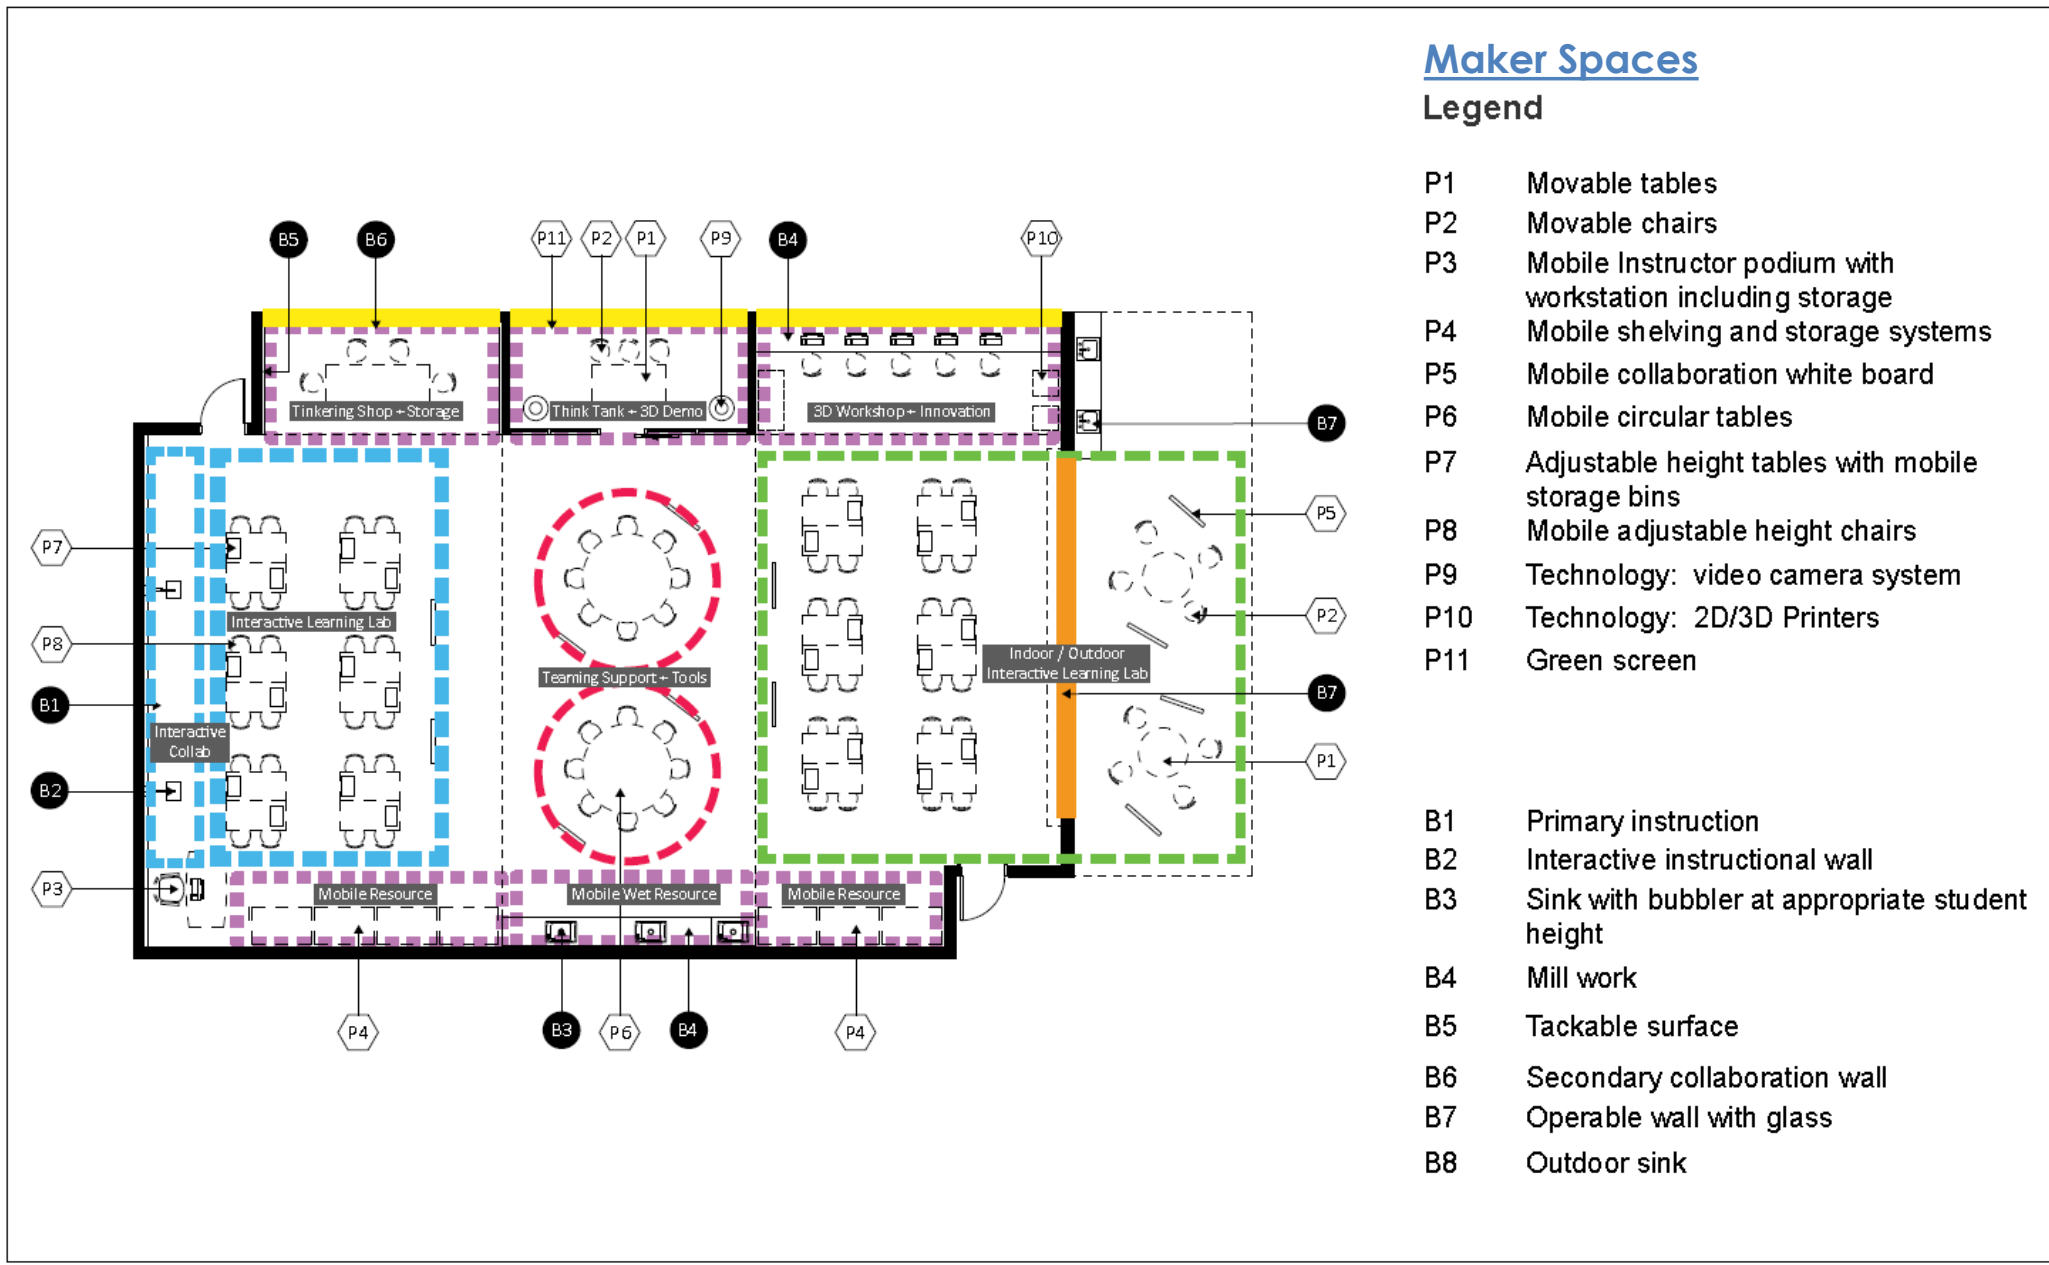 Maker Spaces
Legend
P1 Movable tables
P2 Movable chairs
P3 Mobile Instructor podium with
workstation including storage
P4 Mobile shelving and storage systems
P5 Mobile collaboration white board
P6 Mobile circular tables
P7 Adjustable height tables with mobile
storage bins
P8 Mobile adjustable height chairs
P9 Technology: video camera system
P10 Technology: 2D/3D Printers
P11 Green screen
B1 Primary instruction
B2 Interactive instructional wall
B3 Sink with bubbler at appropriate student
height
B4 Mill work
B5 Tackable surface
B6 Secondary collaboration wall
B7 Operable wall with glass
B8 Outdoor sink
B5 B6 P11 P2 P1 P9 B4 P10
Tinkering Shop + Storage
Think Tank + 3D Demo
3D Workshop + Innovation
B7
P7
P5
Interactive Learning Lab
P2
P8
Indoor / Outdoor
Interactive Learning Lab
Teaming Support + Tools
B7
B1
Interactive
Collab
P1
B2
P3
Mobile Resource
Mobile Wet Resource
Mobile Resource
P4 B3 P6 B4 P4